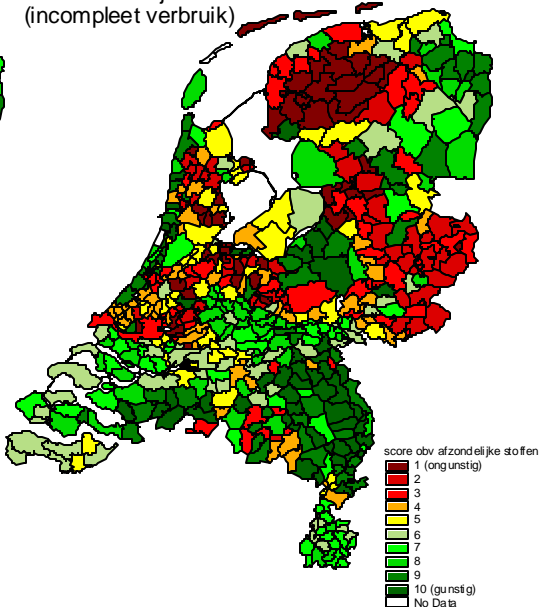 (incompleet verbruik)
score obv afzondelijke stoffen
1 (ongunstig)
2
3
4
5
6
7
8
9
10 (gunstig)
No Data